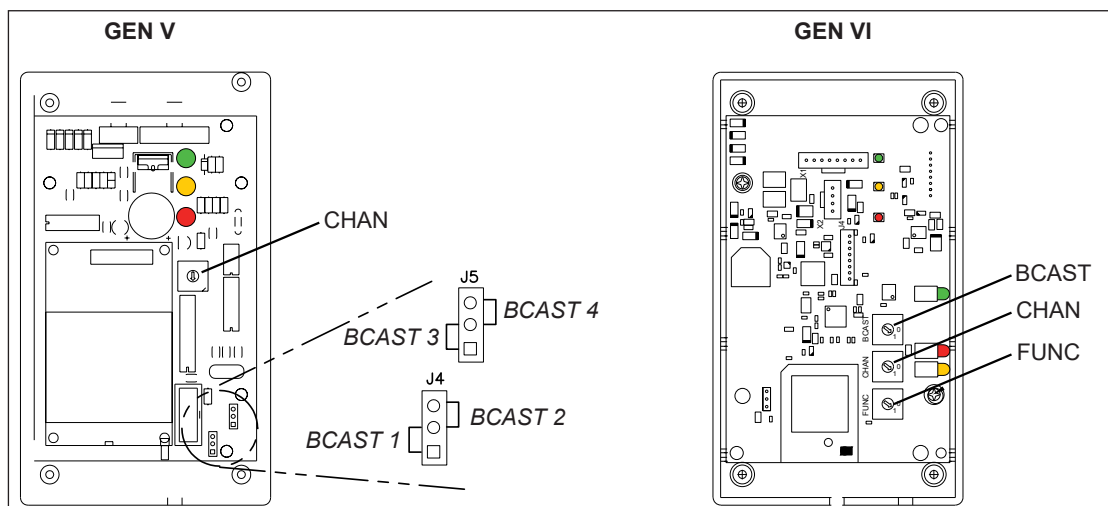 GEN V
GEN VI
CHAN
J5
BCAST 4
BCAST 3
J4
BCAST 2
BCAST 1
X1
X2
J4
BCAST
CHAN
FUNC
BCAST
CHAN
FUNC